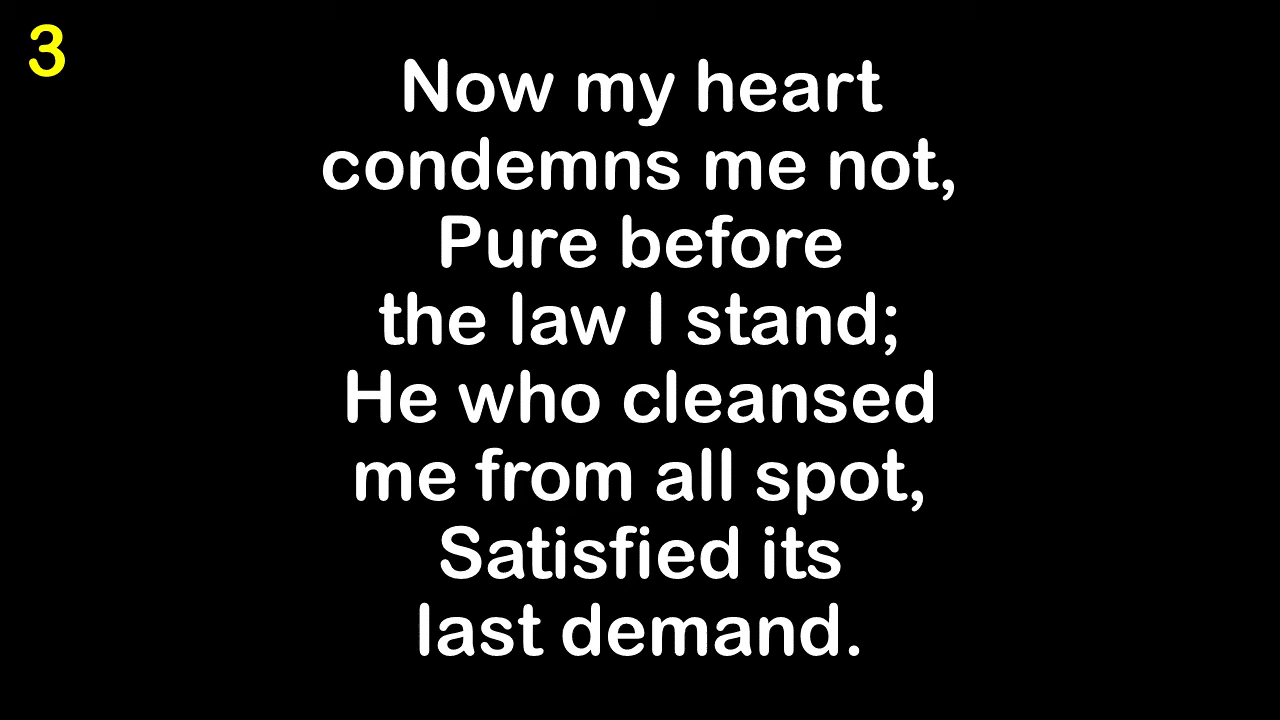 3
Now my heart
condemns me not,
Pure before
the law I stand;
He who cleansed
me from all spot,
Satisfied its
last demand.